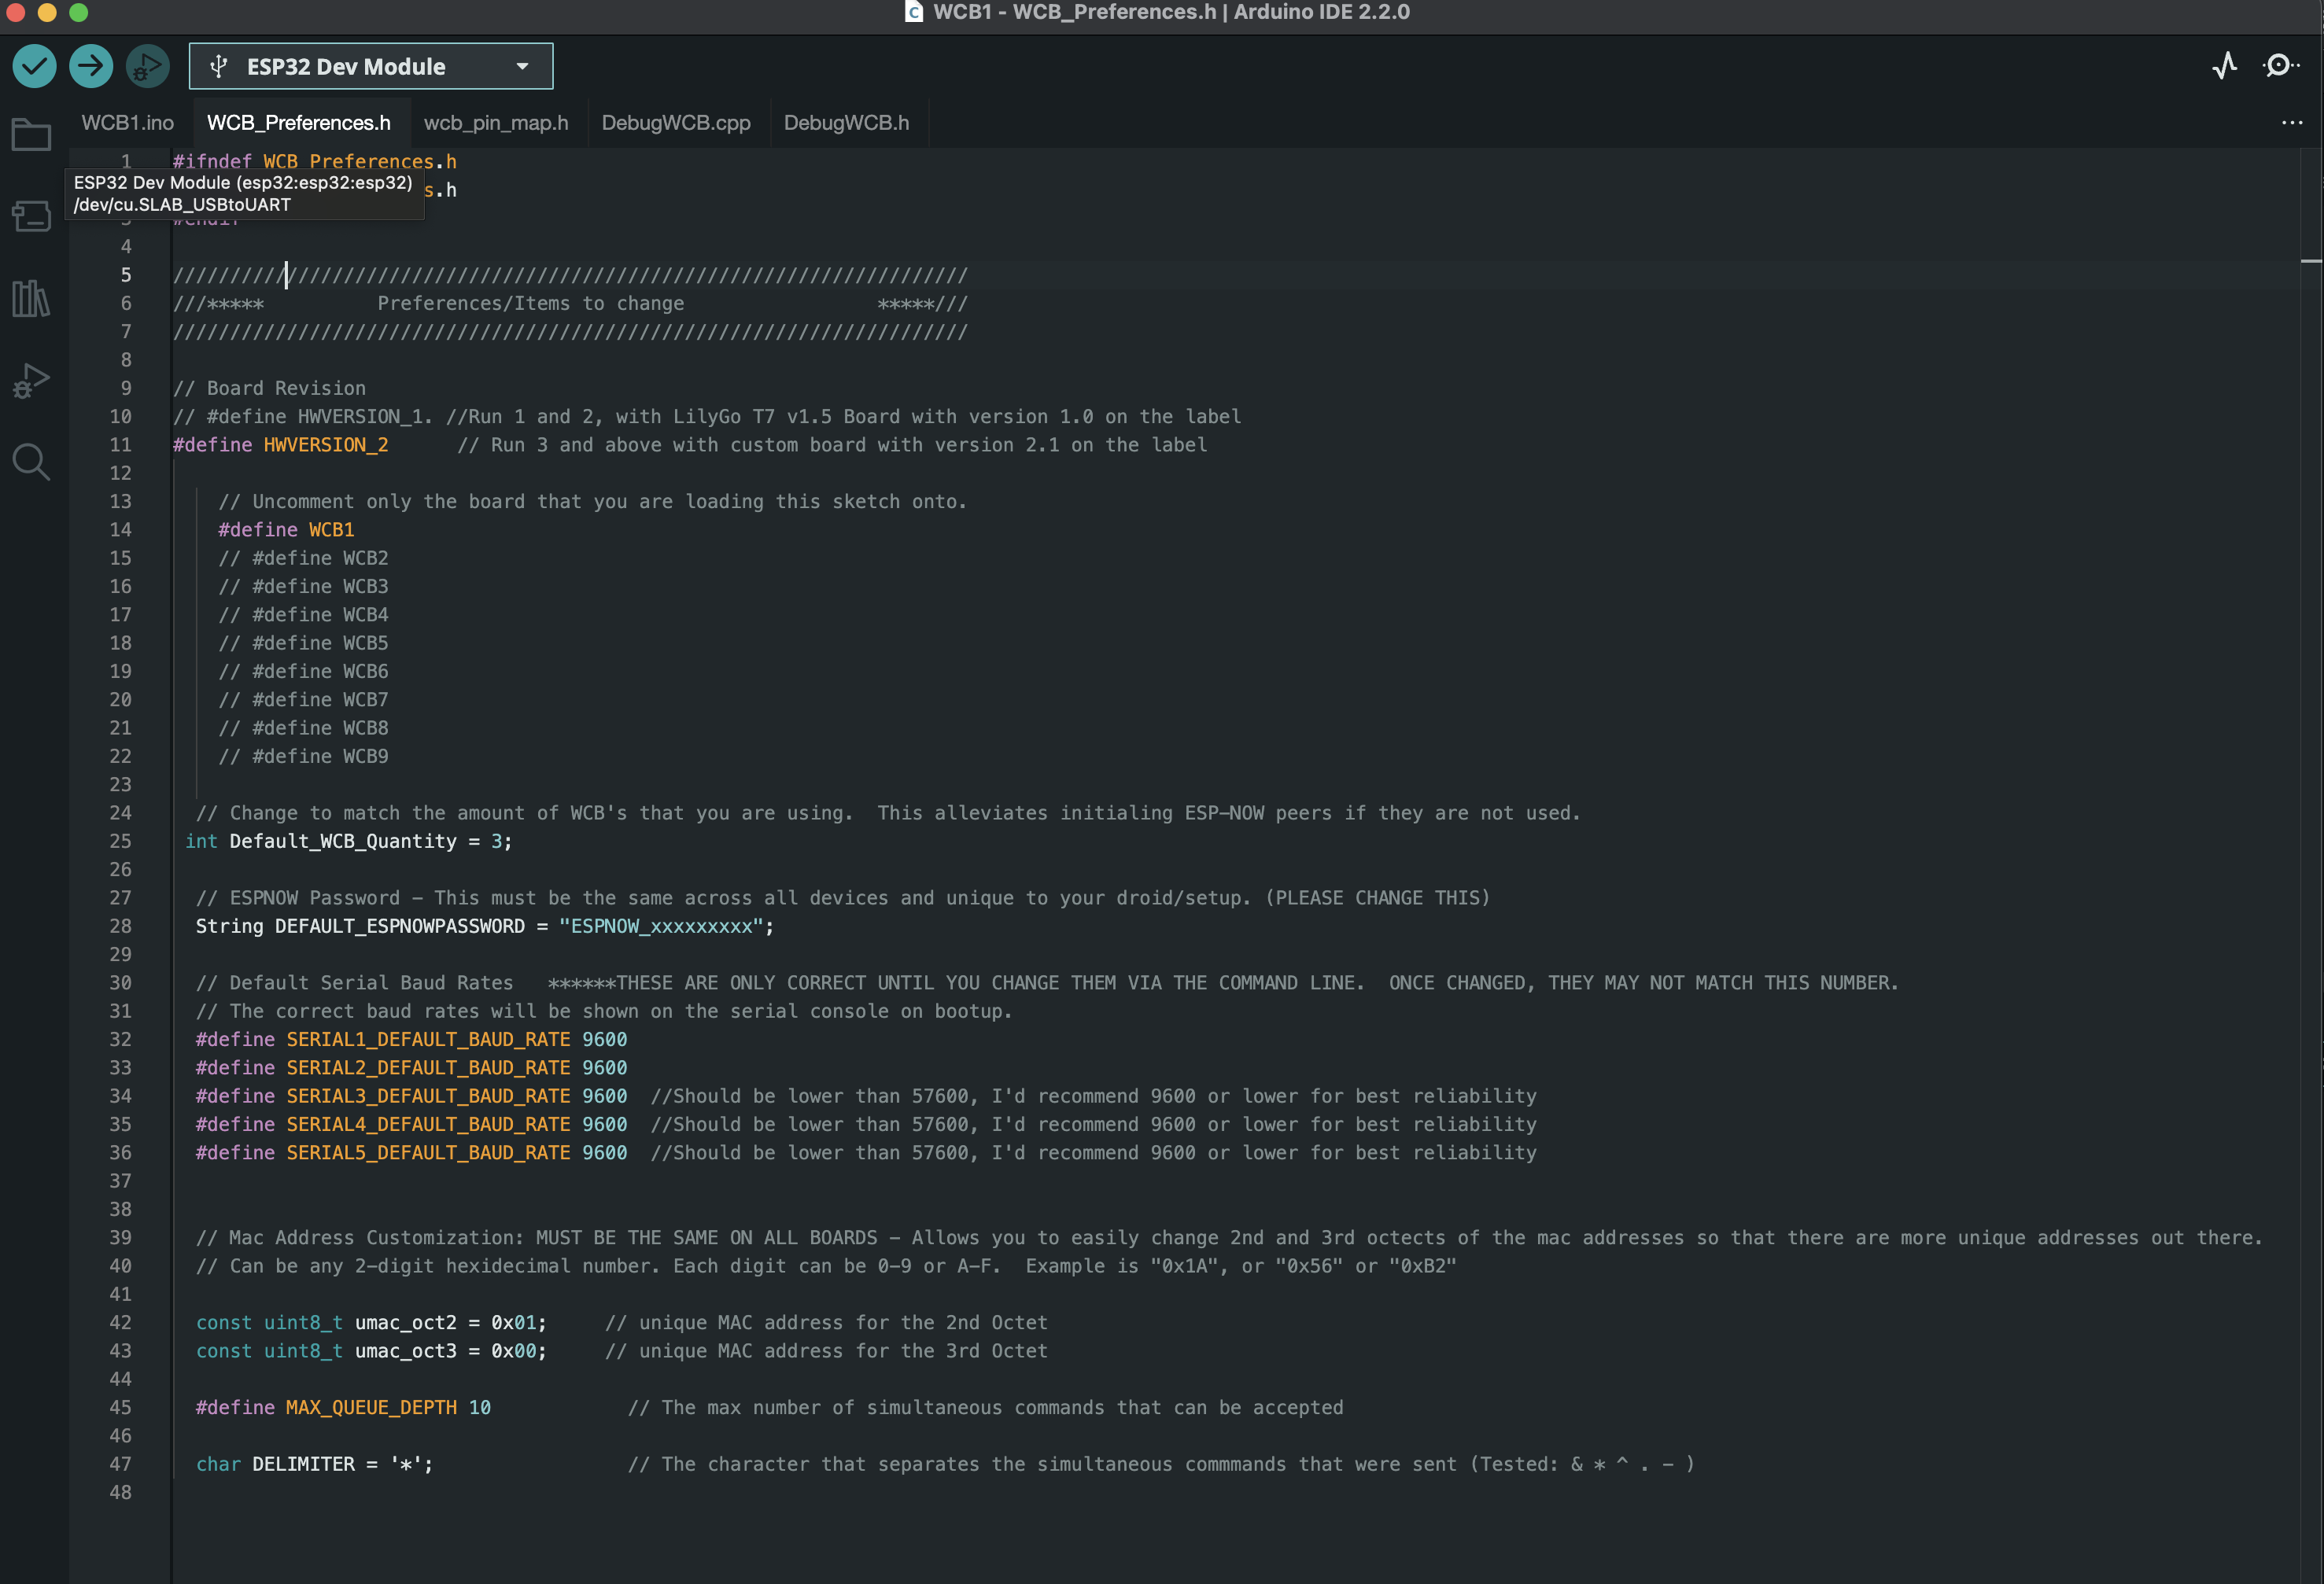 WCB1 - WCB_Preferences.h | Arduino IDE 2.2.0
ESP32 Dev Module
WCB1.ino WCB_Preferences.h wcb_pin_map.h DebugWCB.cpp DebugWCB.h ...
1 #ifndef WCB_Preferences.h
ESP32 Dev Module (esp32:esp32:esp32)
s.h
/dev/cu.SLAB_USBtoUART
3 #endif
4
5 //////////////////////////////////////////////////////////////////////
6 ///***** Preferences/Items to change *****///
7 //////////////////////////////////////////////////////////////////////
8
9 // Board Revision
10 // #define HWVERSION_1. //Run 1 and 2, with LilyGo T7 v1.5 Board with version 1.0 on the label
11 #define HWVERSION_2 // Run 3 and above with custom board with version 2.1 on the label
12
13 // Uncomment only the board that you are loading this sketch onto.
14 #define WCB1
15 // #define WCB2
16 // #define WCB3
17 // #define WCB4
18 // #define WCB5
19 // #define WCB6
20 // #define WCB7
21 // #define WCB8
22 // #define WCB9
23
24 // Change to match the amount of WCB's that you are using.  This alleviates initialing ESP-NOW peers if they are not used.
25 int Default_WCB_Quantity = 3;
26
27 // ESPNOW Password - This must be the same across all devices and unique to your droid/setup. (PLEASE CHANGE THIS)
28 String DEFAULT_ESPNOWPASSWORD = "ESPNOW_xxxxxxxxx";
29
30 // Default Serial Baud Rates   ******THESE ARE ONLY CORRECT UNTIL YOU CHANGE THEM VIA THE COMMAND LINE.  ONCE CHANGED, THEY MAY NOT MATCH THIS NUMBER.
31 // The correct baud rates will be shown on the serial console on bootup.
32 #define SERIAL1_DEFAULT_BAUD_RATE 9600
33 #define SERIAL2_DEFAULT_BAUD_RATE 9600
34 #define SERIAL3_DEFAULT_BAUD_RATE 9600  //Should be lower than 57600, I'd recommend 9600 or lower for best reliability
35 #define SERIAL4_DEFAULT_BAUD_RATE 9600  //Should be lower than 57600, I'd recommend 9600 or lower for best reliability
36 #define SERIAL5_DEFAULT_BAUD_RATE 9600  //Should be lower than 57600, I'd recommend 9600 or lower for best reliability
37
38
39 // Mac Address Customization: MUST BE THE SAME ON ALL BOARDS - Allows you to easily change 2nd and 3rd octects of the mac addresses so that there are more unique addresses out there.
40 // Can be any 2-digit hexidecimal number. Each digit can be 0-9 or A-F.  Example is "0x1A", or "0x56" or "0xB2"
41
42 const uint8_t umac_oct2 = 0x01;     // unique MAC address for the 2nd Octet
43 const uint8_t umac_oct3 = 0x00;     // unique MAC address for the 3rd Octet
44
45 #define MAX_QUEUE_DEPTH 10            // The max number of simultaneous commands that can be accepted
46
47 char DELIMITER = '*';                 // The character that separates the simultaneous commmands that were sent (Tested: & * ^ . - )
48